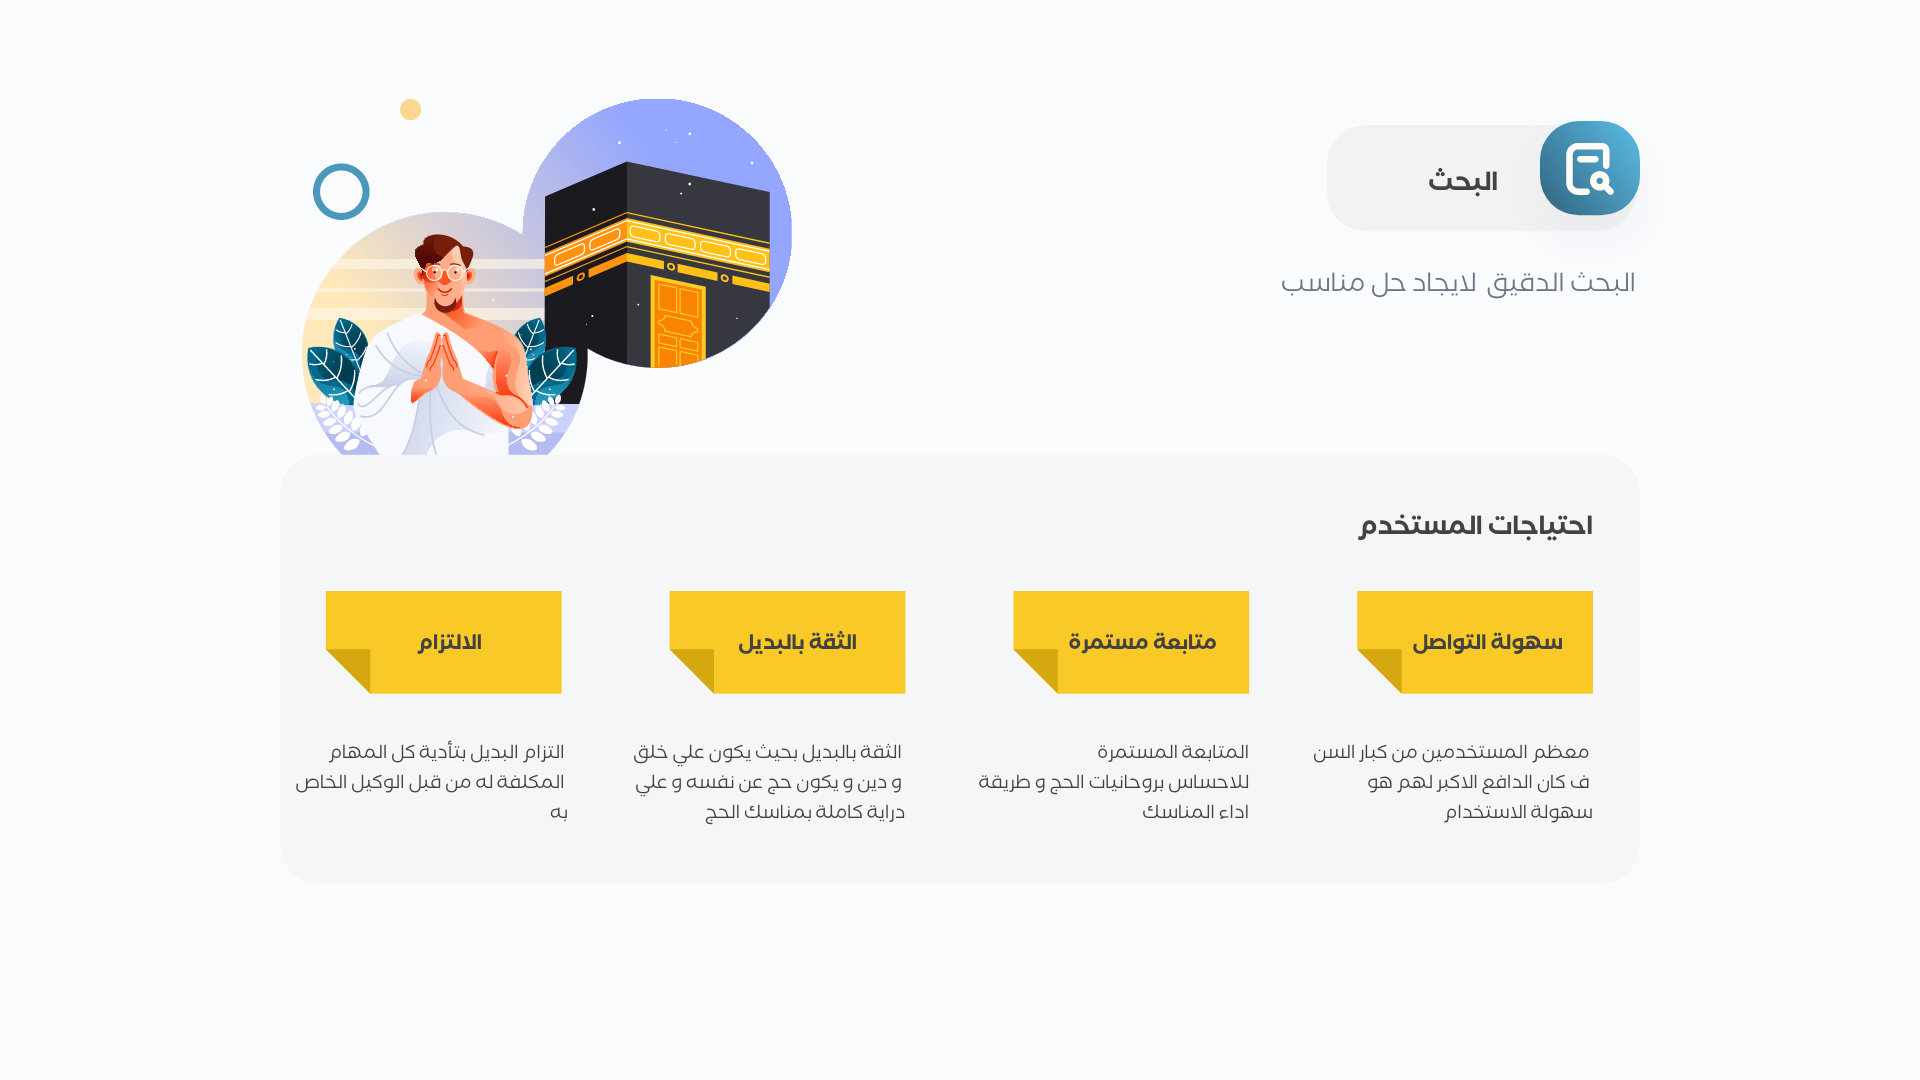 البحث
البحث الدقيق لايجاد حل مناسب
احتياجات المستخدم
سهولة التواصل
معظم المستخدمين من كبار السن
ف كان الدافع الاكبر لهم هو
سهولة الاستخدام
متابعة مستمرة
المتابعة المستمرة
للاحساس بروحانيات الحج و طريقة
اداء المناسك
الثقة بالبديل
الثقة بالبديل بحيث يكون علي خلق
و دين و يكون حج عن نفسه و علي
دراية كاملة بمناسك الحج
الالتزام
التزام البديل بتأدية كل المهام
المكلفة له من قبل الوكيل الخاص
به